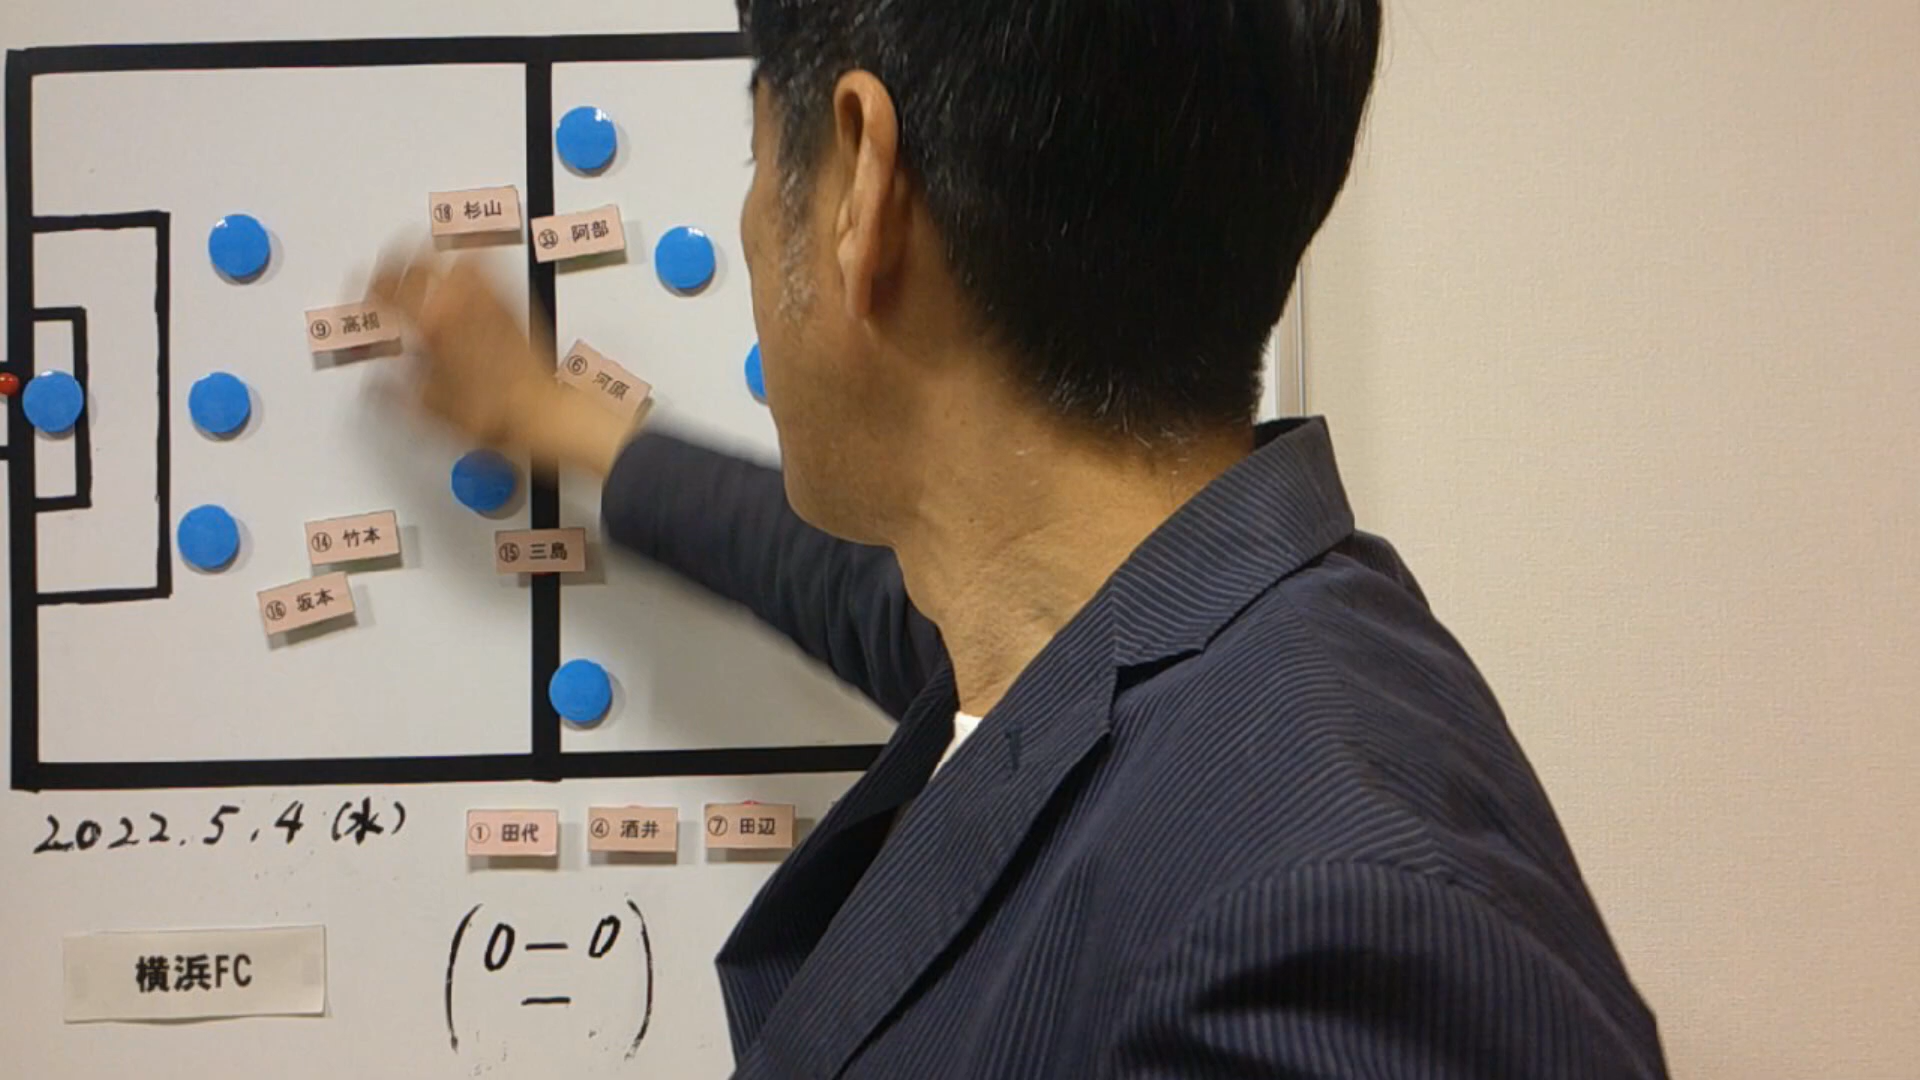 ⑱ 杉山
㉝ 阿部
⑨ 高根
⑥ 河原
⑭ 竹本
⑮ 三島
⑯ 坂本
2022.5.4(水)
① 田代
④ 酒井
⑦ 田辺
横浜FC
(0-0)
-